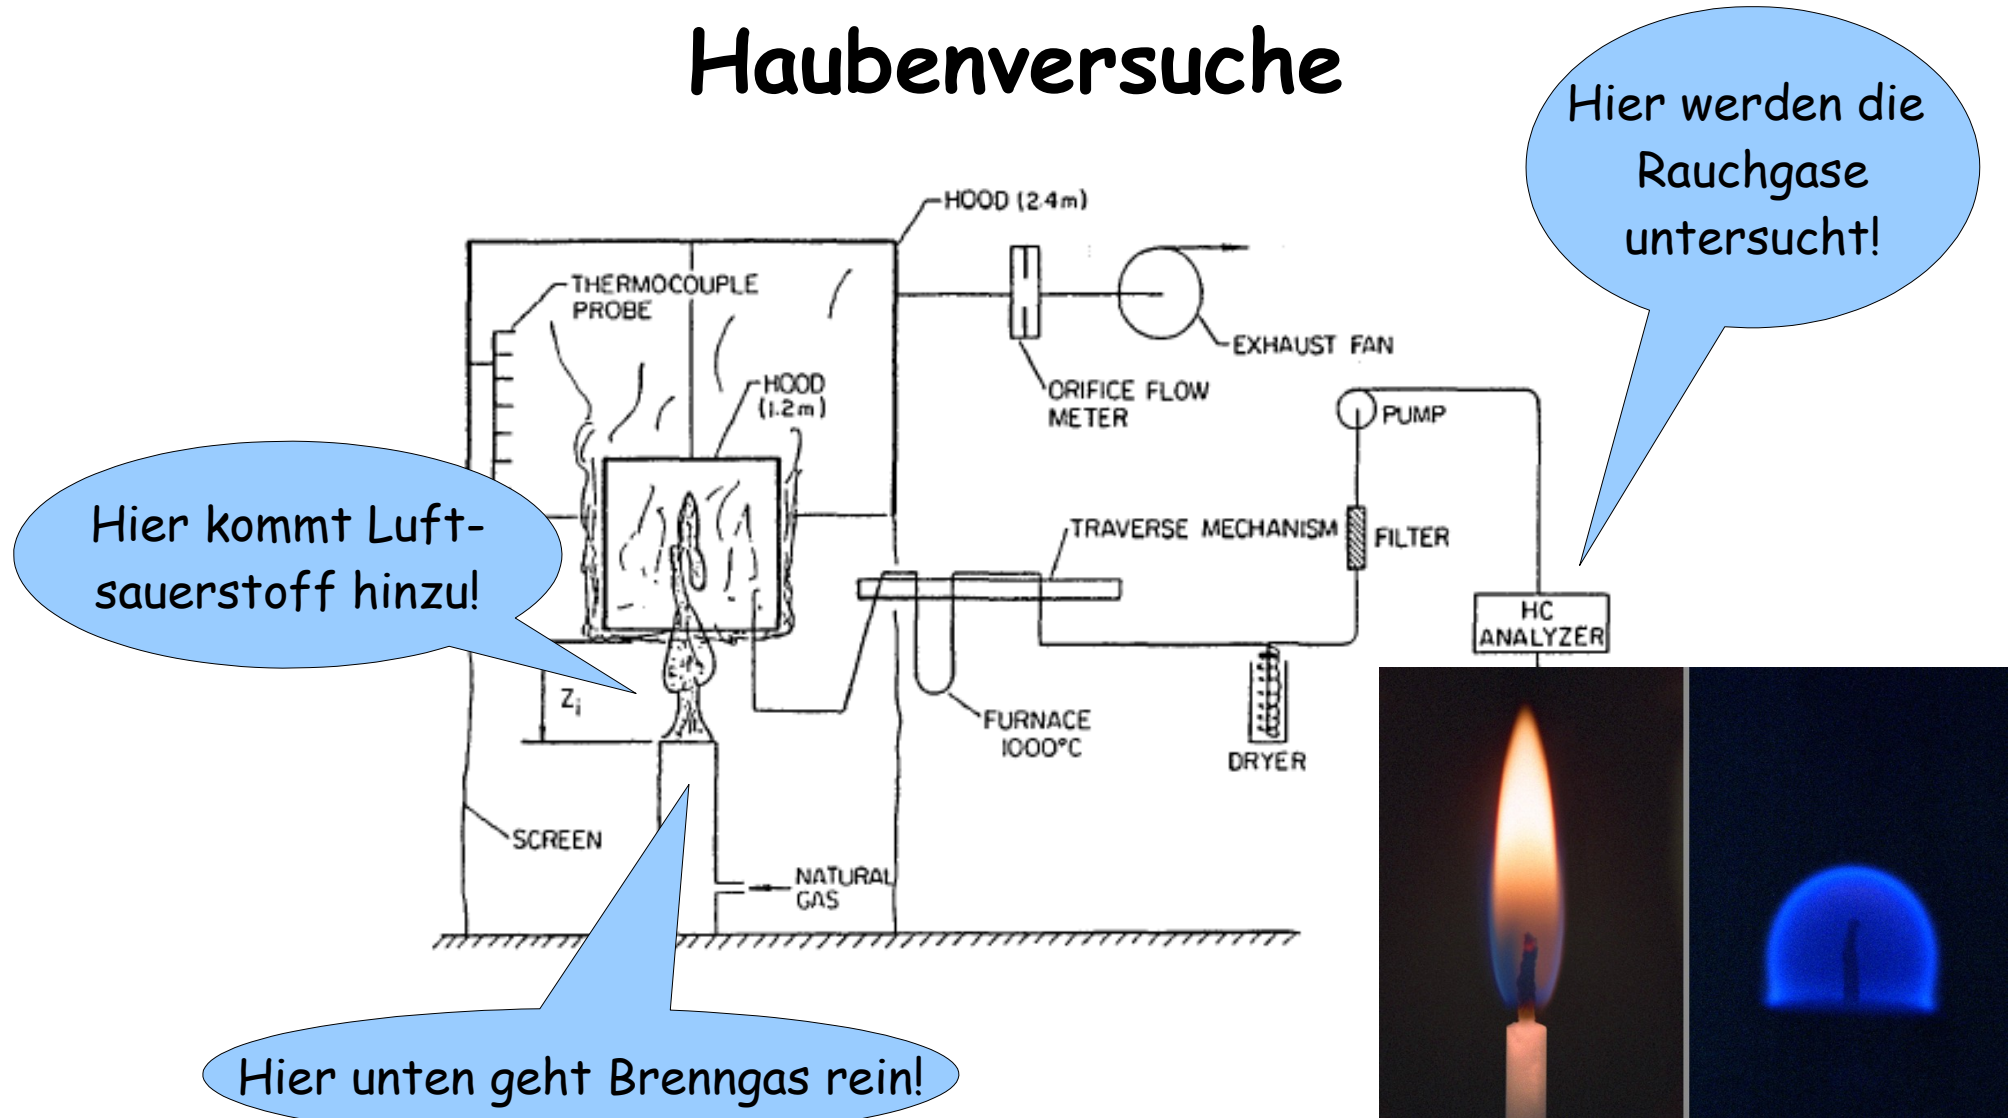 Haubenversuche
Hier werden die
Rauchgase
untersucht!
HOOD (2.4m)
THERMOCOUPLE
PROBE
EXHAUST FAN
HOOD
(1.2m)
ORIFICE FLOW
METER
PUMP
Hier kommt Luft-
sauerstoff hinzu!
TRAVERSE MECHANISM
FILTER
HC
ANALYZER
Zi
FURNACE
1000°C
DRYER
SCREEN
NATURAL
GAS
Hier unten geht Brenngas rein!